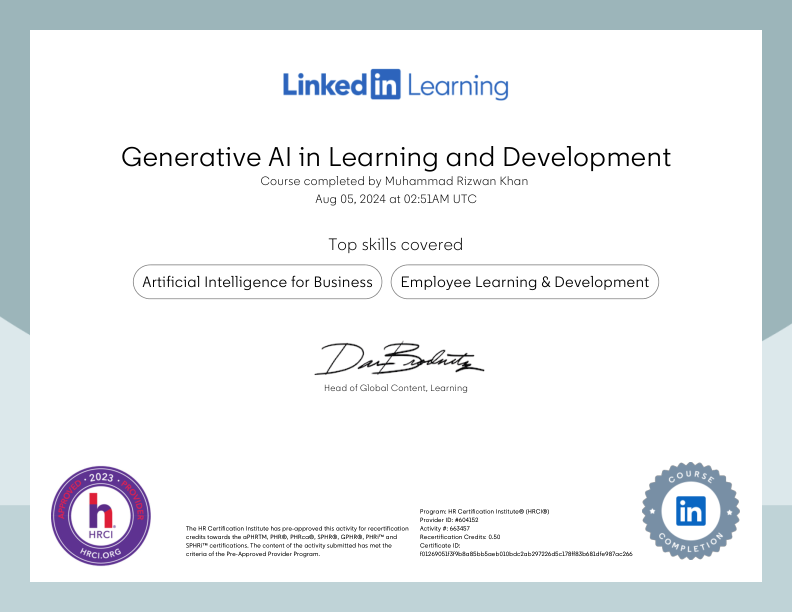 Linkedin Learning
Generative AI in Learning and Development
Course completed by Muhammad Rizwan Khan
Aug 05, 2024 at 02:51AM UTC
Top skills covered
Artificial Intelligence for Business
Employee Learning & Development
Dan Brodnitz
Head of Global Content, Learning
APPROVED · 2023 · PROVIDER
h
HRCI
HRCI.ORG
The HR Certification Institute has pre-approved this activity for recertification
credits towards the aPHRTM, PHR®, PHRca®, SPHR®, GPHR®, PHRi™ and
SPHRi™ certifications. The content of the activity submitted has met the
criteria of the Pre-Approved Provider Program.
Program: HR Certification Institute® (HRCI®)
Provider ID: #604152
Activity #: 663457
Recertification Credits: 0.50
Certificate ID:
COURSE
in
COMPLETION